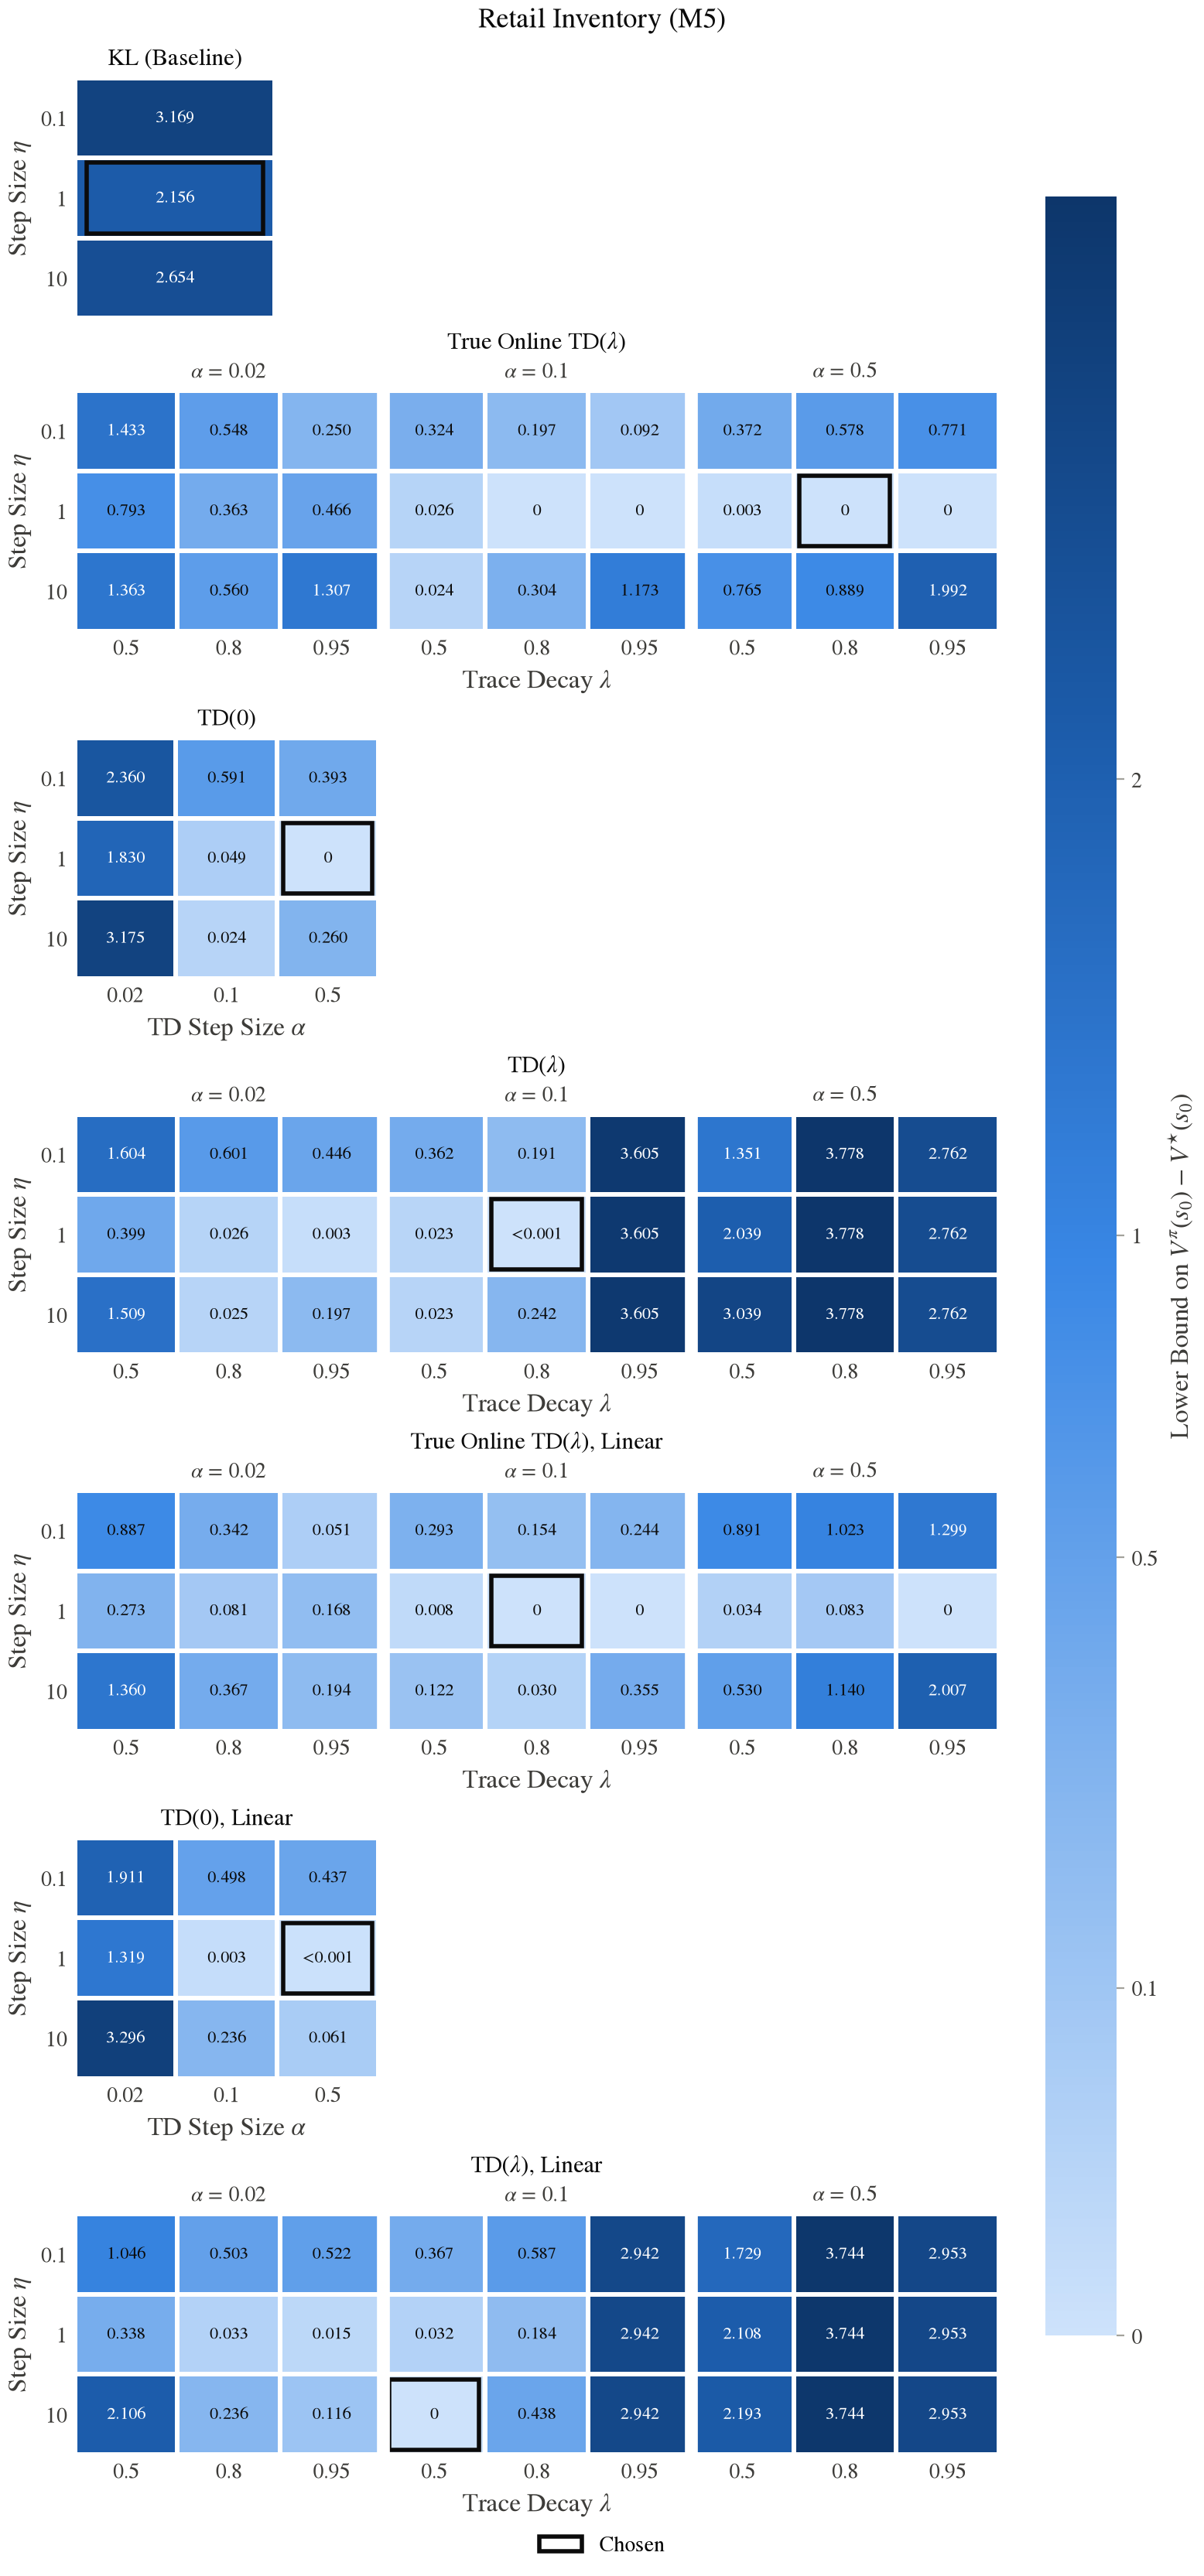 Retail Inventory (M5)
KL (Baseline)
Step Size η
0.1 3.169
1 2.156
10 2.654
True Online TD(λ)
α = 0.02 α = 0.1 α = 0.5
Step Size η
0.1 1.433 0.548 0.250 0.324 0.197 0.092 0.372 0.578 0.771
1 0.793 0.363 0.466 0.026 0 0 0.003 0 0
10 1.363 0.560 1.307 0.024 0.304 1.173 0.765 0.889 1.992
0.5 0.8 0.95 0.5 0.8 0.95 0.5 0.8 0.95
Trace Decay λ
TD(0)
Step Size η
0.1 2.360 0.591 0.393
1 1.830 0.049 0
10 3.175 0.024 0.260
0.02 0.1 0.5
TD Step Size α
TD(λ)
α = 0.02 α = 0.1 α = 0.5
Step Size η
0.1 1.604 0.601 0.446 0.362 0.191 3.605 1.351 3.778 2.762
1 0.399 0.026 0.003 0.023 <0.001 3.605 2.039 3.778 2.762
10 1.509 0.025 0.197 0.023 0.242 3.605 3.039 3.778 2.762
0.5 0.8 0.95 0.5 0.8 0.95 0.5 0.8 0.95
Trace Decay λ
True Online TD(λ), Linear
α = 0.02 α = 0.1 α = 0.5
Step Size η
0.1 0.887 0.342 0.051 0.293 0.154 0.244 0.891 1.023 1.299
1 0.273 0.081 0.168 0.008 0 0 0.034 0.083 0
10 1.360 0.367 0.194 0.122 0.030 0.355 0.530 1.140 2.007
0.5 0.8 0.95 0.5 0.8 0.95 0.5 0.8 0.95
Trace Decay λ
TD(0), Linear
Step Size η
0.1 1.911 0.498 0.437
1 1.319 0.003 <0.001
10 3.296 0.236 0.061
0.02 0.1 0.5
TD Step Size α
TD(λ), Linear
α = 0.02 α = 0.1 α = 0.5
Step Size η
0.1 1.046 0.503 0.522 0.367 0.587 2.942 1.729 3.744 2.953
1 0.338 0.033 0.015 0.032 0.184 2.942 2.108 3.744 2.953
10 2.106 0.236 0.116 0 0.438 2.942 2.193 3.744 2.953
0.5 0.8 0.95 0.5 0.8 0.95 0.5 0.8 0.95
Trace Decay λ
Chosen
2
1
0.5
0.1
0
Lower Bound on V^π(s₀) − V^⋆(s₀)